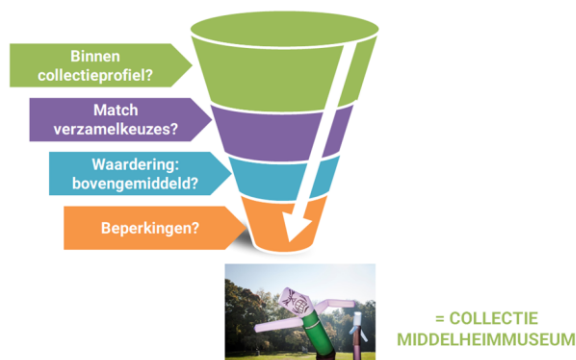 Binnen
collectieprofiel?
Match
verzamelkeuzes?
Waardering:
bovengemiddeld?
Beperkingen?
= COLLECTIE
MIDDELHEIMMUSEUM